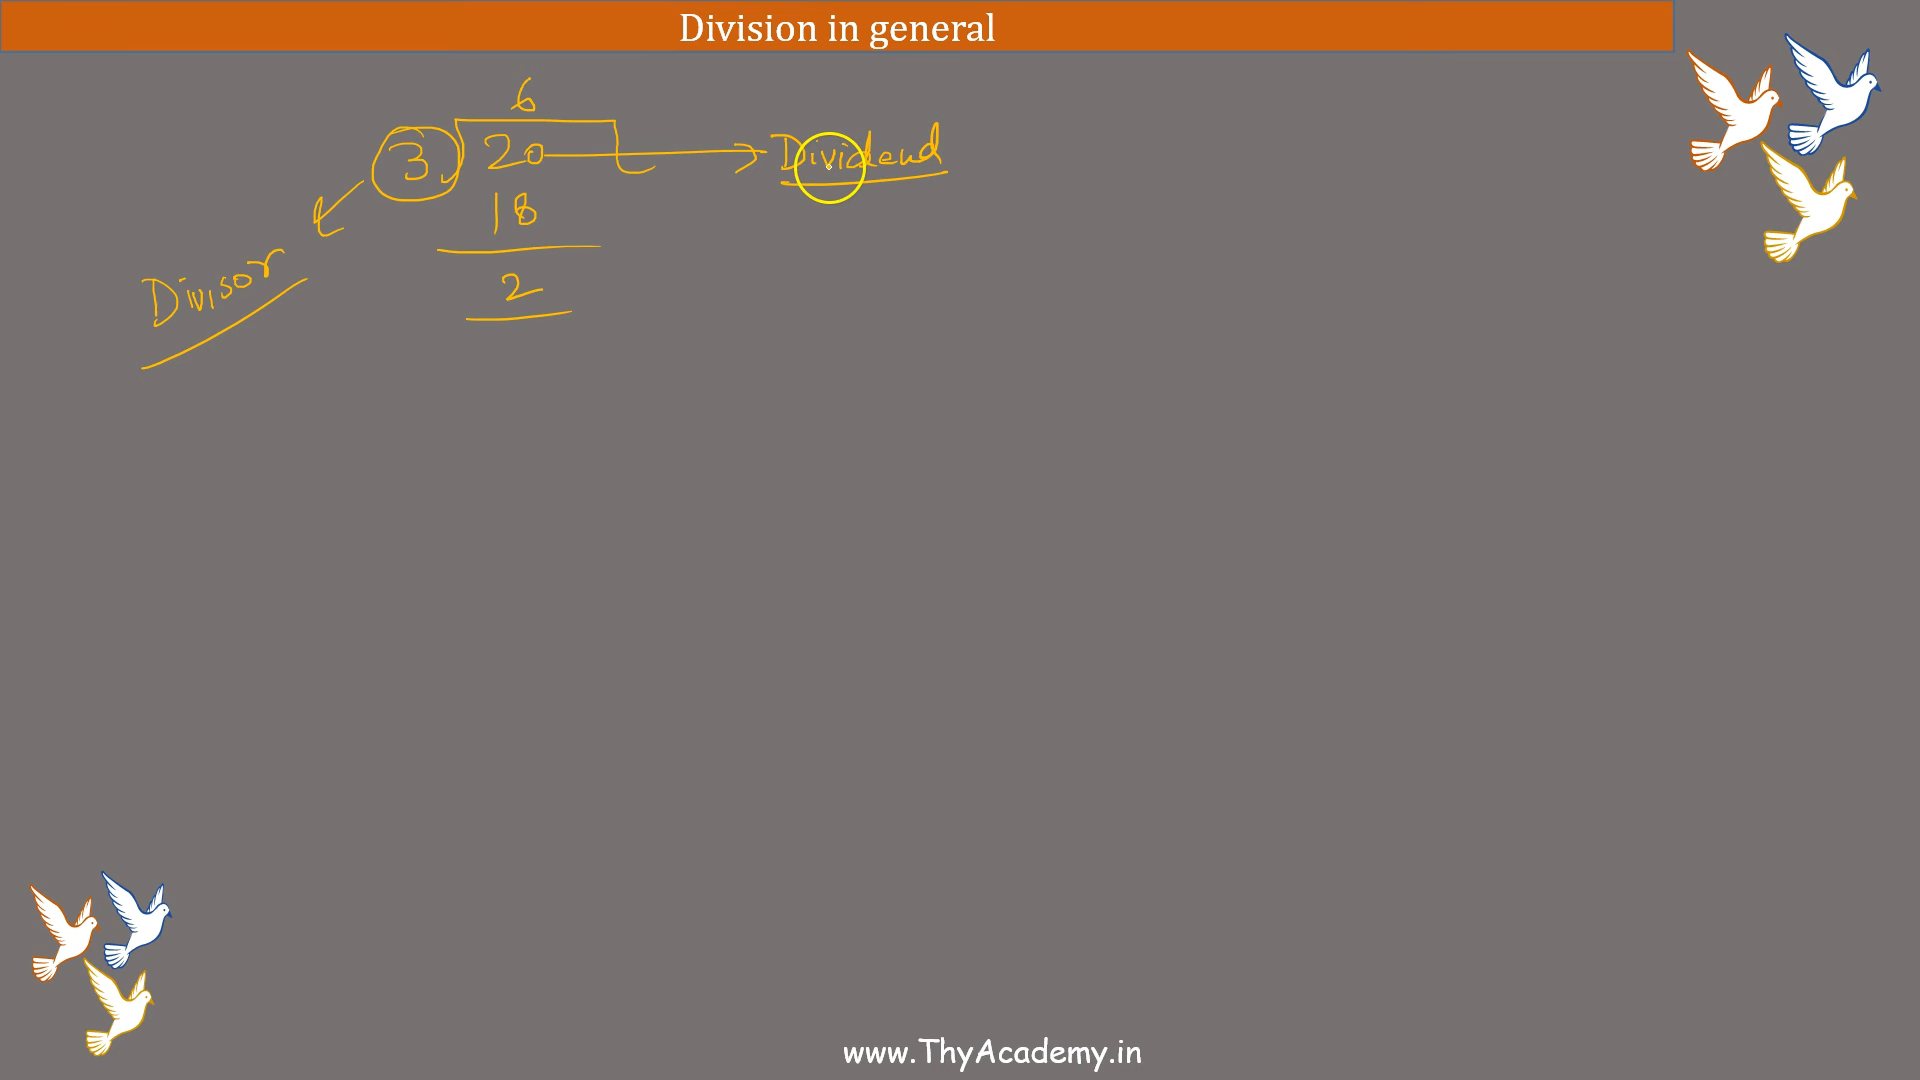 Division in general
6
3 20 Dividend
18
Divisor
2
www.ThyAcademy.in